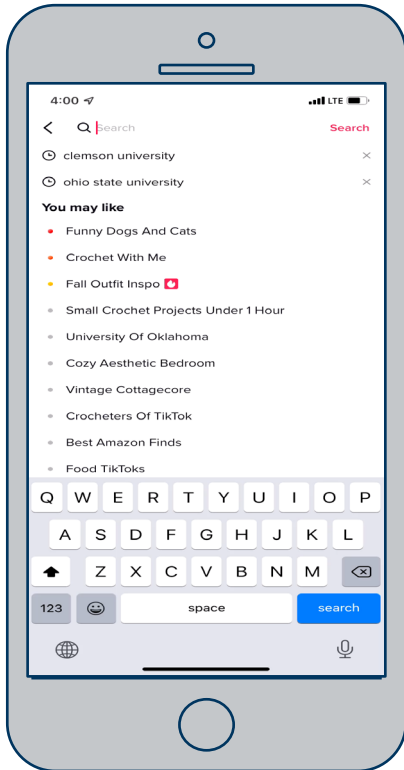 4:00 LTE
Search Search
clemson university
ohio state university
You may like
Funny Dogs And Cats
Crochet With Me
Fall Outfit Inspo
Small Crochet Projects Under 1 Hour
University Of Oklahoma
Cozy Aesthetic Bedroom
Vintage Cottagecore
Crocheters Of TikTok
Best Amazon Finds
Food TikToks
Q W E R T Y U I O P
A S D F G H J K L
Z X C V B N M
123 space search